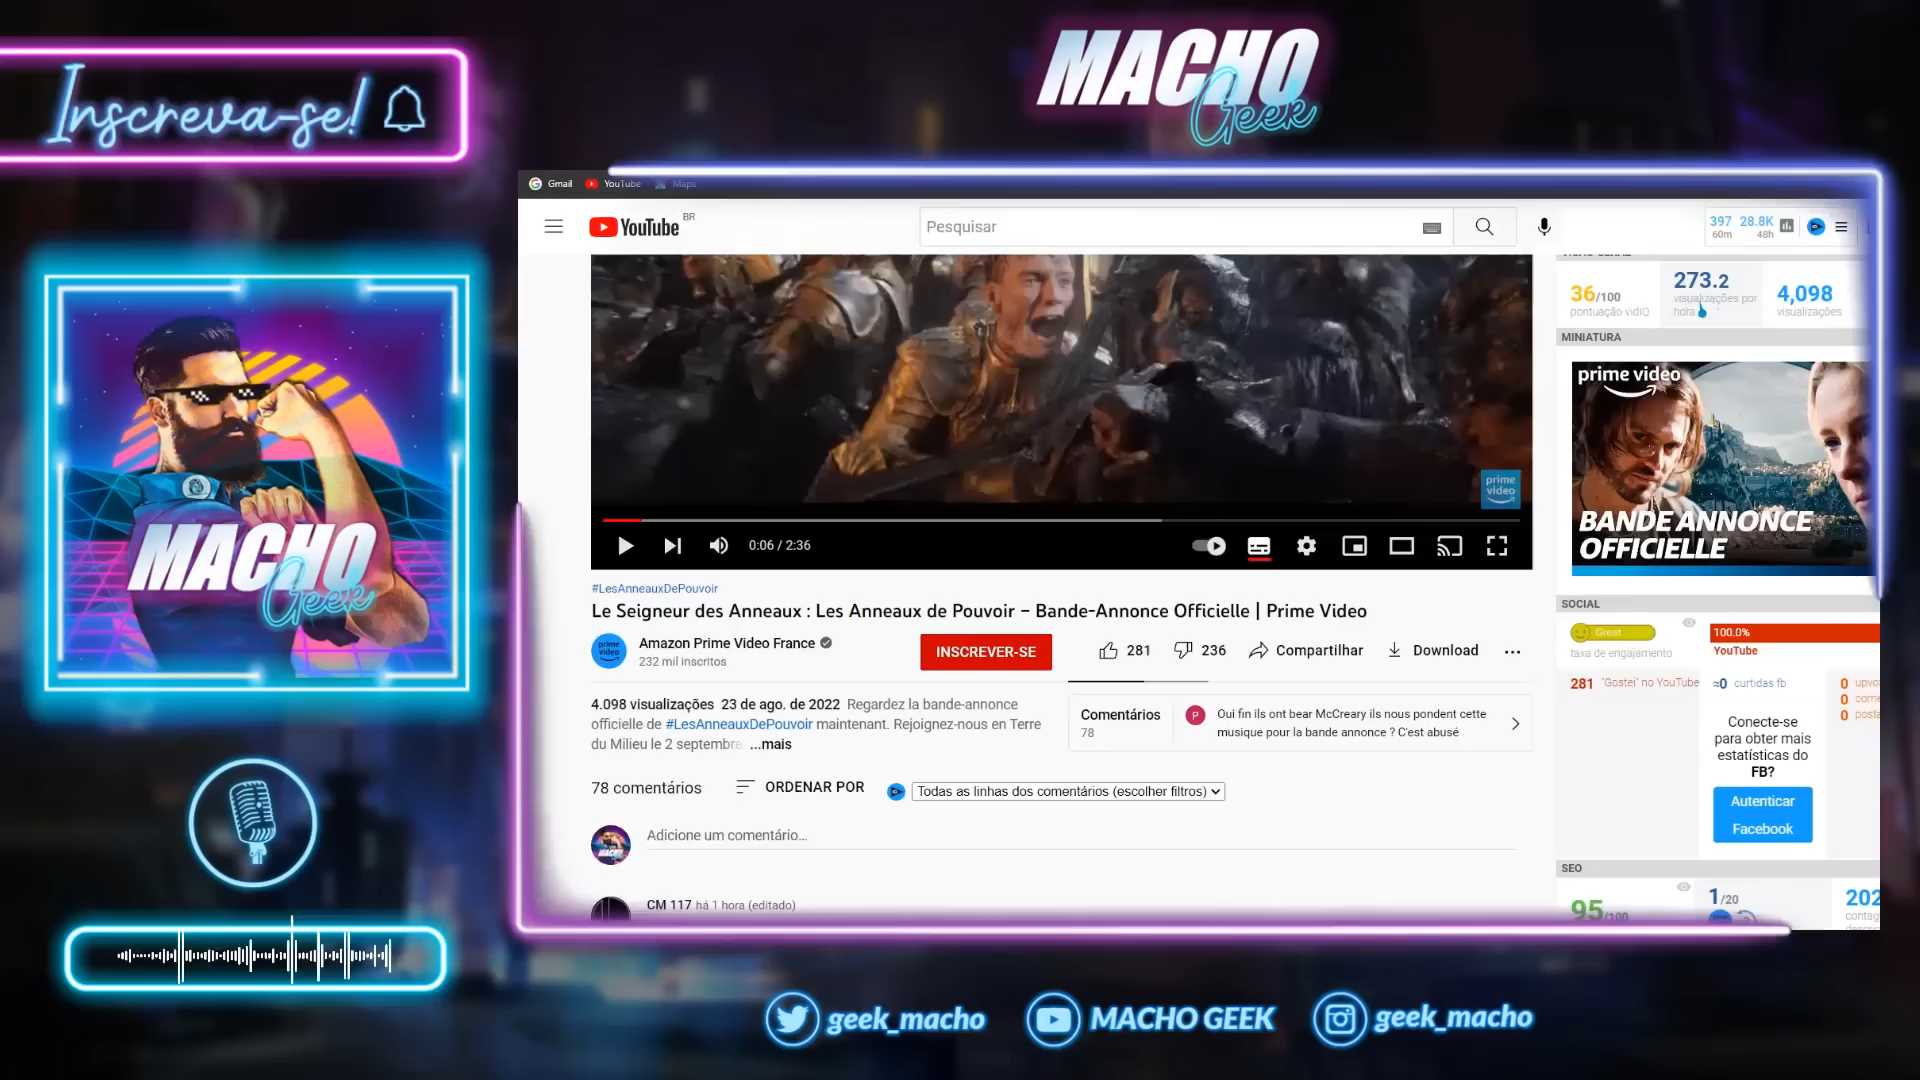 Inscreva-se!
MACHO
Geek
MACHO
Geek
Gmail
YouTube
Maps
YouTube BR
Pesquisar
397 28.8K
60m 48h
prime
video
0:06 / 2:36
#LesAnneauxDePouvoir
Le Seigneur des Anneaux : Les Anneaux de Pouvoir – Bande-Annonce Officielle | Prime Video
prime
video
Amazon Prime Video France
232 mil inscritos
INSCREVER-SE
281
236
Compartilhar
Download
4.098 visualizações 23 de ago. de 2022 Regardez la bande-annonce
officielle de #LesAnneauxDePouvoir maintenant. Rejoignez-nous en Terre
du Milieu le 2 septembre ...mais
Comentários
78
P
Oui fin ils ont bear McCreary ils nous pondent cette
musique pour la bande annonce ? C'est abusé
78 comentários
ORDENAR POR
Todas as linhas dos comentários (escolher filtros)
Adicione um comentário...
CM 117 há 1 hora (editado)
36/100
pontuação vidIQ
273.2
visualizações por
hora
4,098
visualizações
MINIATURA
prime video
BANDE ANNONCE
OFFICIELLE
SOCIAL
Great
taxa de engajamento
100.0%
YouTube
281 "Gostei" no YouTube
≈0 curtidas fb
0
0
0
Conecte-se
para obter mais
estatísticas do
FB?
Autenticar
Facebook
SEO
95/100
1/20
geek_macho
MACHO GEEK
geek_macho